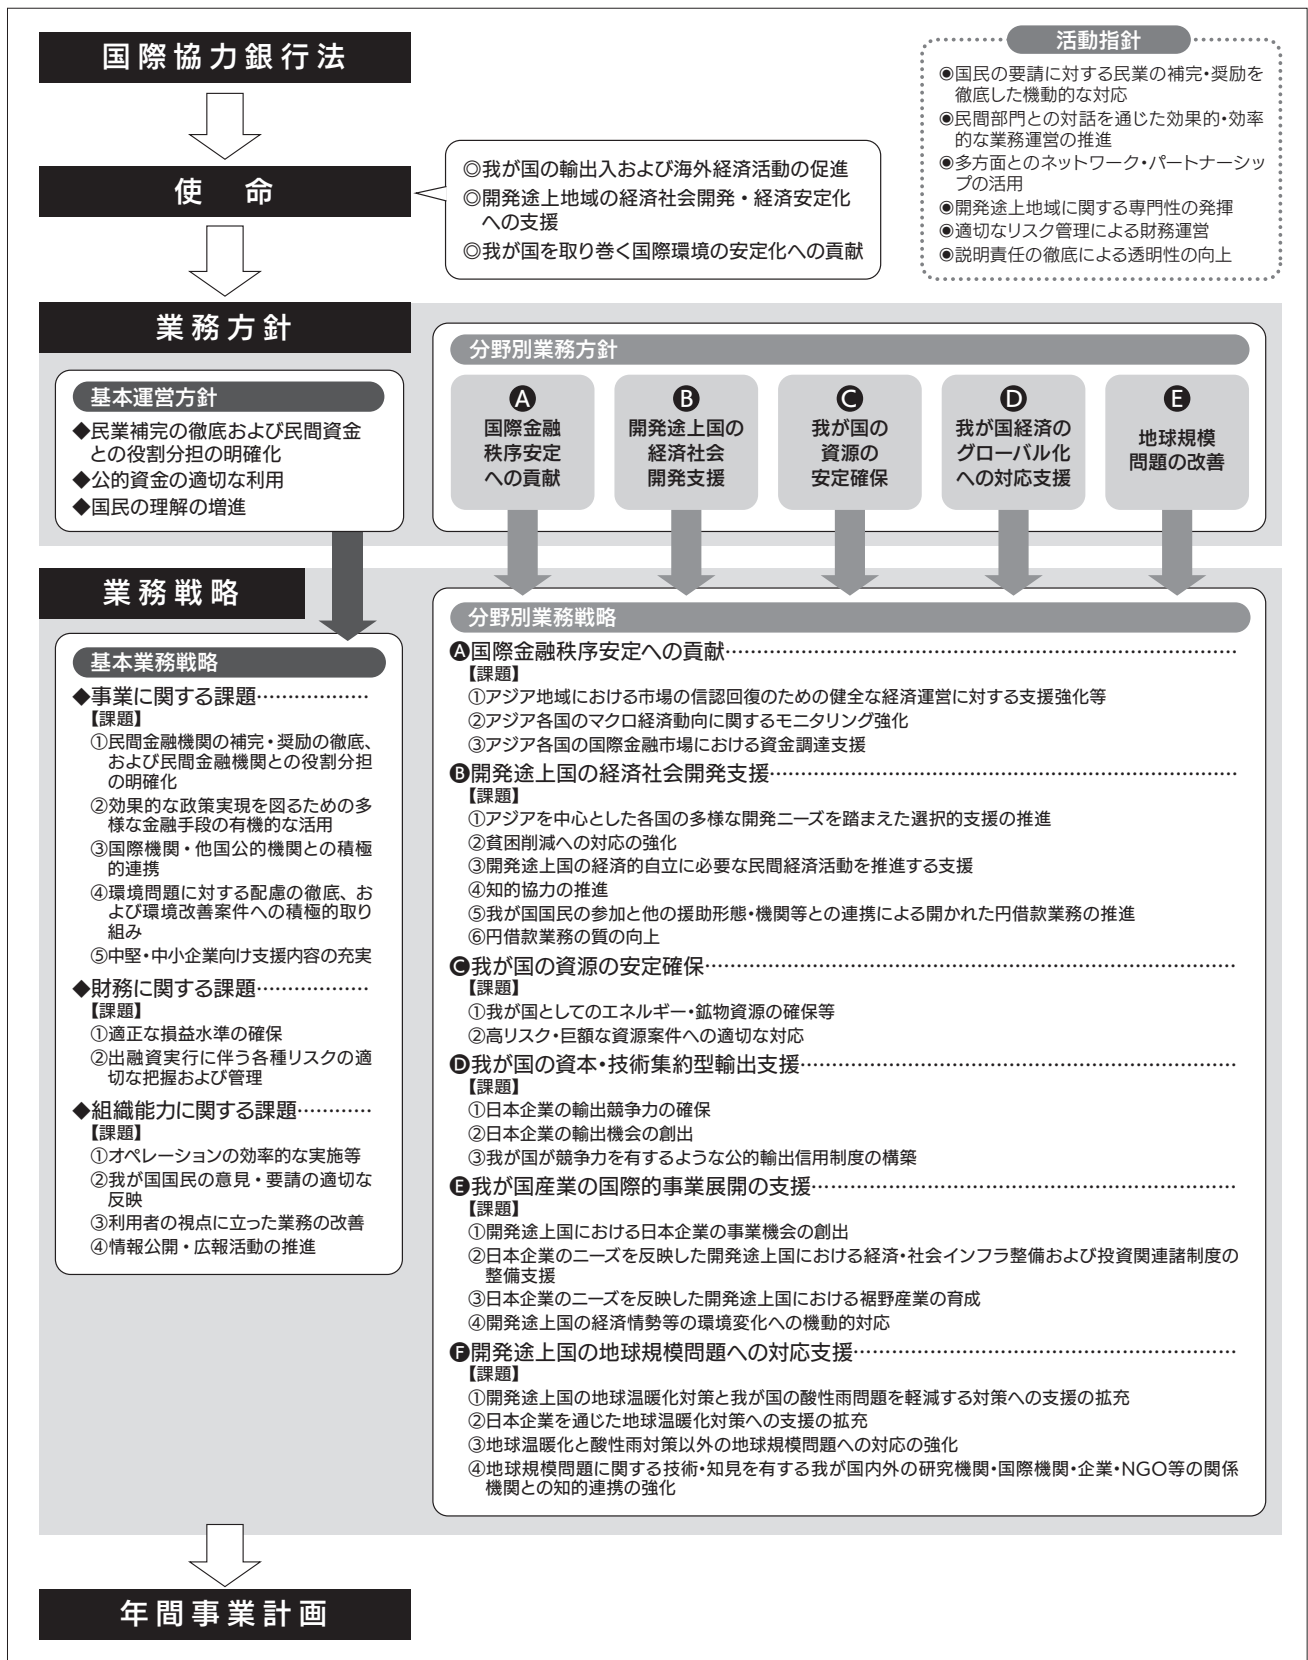 国際協力銀行法
使 命
◎我が国の輸出入および海外経済活動の促進
◎開発途上地域の経済社会開発・経済安定化
への支援
◎我が国を取り巻く国際環境の安定化への貢献
活動指針
◉国民の要請に対する民業の補完・奨励を
徹底した機動的な対応
◉民間部門との対話を通じた効果的・効率
的な業務運営の推進
◉多方面とのネットワーク・パートナーシッ
プの活用
◉開発途上地域に関する専門性の発揮
◉適切なリスク管理による財務運営
◉説明責任の徹底による透明性の向上
業務方針
基本運営方針
◆民業補完の徹底および民間資金
との役割分担の明確化
◆公的資金の適切な利用
◆国民の理解の増進
分野別業務方針
A
国際金融
秩序安定
への貢献
B
開発途上国の
経済社会
開発支援
C
我が国の
資源の
安定確保
D
我が国経済の
グローバル化
への対応支援
E
地球規模
問題の改善
業務戦略
基本業務戦略
◆事業に関する課題………………
【課題】
①民間金融機関の補完・奨励の徹底、
および民間金融機関との役割分担
の明確化
②効果的な政策実現を図るための多
様な金融手段の有機的な活用
③国際機関・他国公的機関との積極
的連携
④環境問題に対する配慮の徹底、お
よび環境改善案件への積極的取り
組み
⑤中堅・中小企業向け支援内容の充実
◆財務に関する課題………………
【課題】
①適正な損益水準の確保
②出融資実行に伴う各種リスクの適
切な把握および管理
◆組織能力に関する課題…………
【課題】
①オペレーションの効率的な実施等
②我が国国民の意見・要請の適切な
反映
③利用者の視点に立った業務の改善
④情報公開・広報活動の推進
分野別業務戦略
A国際金融秩序安定への貢献………………………………………………………………
【課題】
①アジア地域における市場の信認回復のための健全な経済運営に対する支援強化等
②アジア各国のマクロ経済動向に関するモニタリング強化
③アジア各国の国際金融市場における資金調達支援
B開発途上国の経済社会開発支援…………………………………………………………
【課題】
①アジアを中心とした各国の多様な開発ニーズを踏まえた選択的支援の推進
②貧困削減への対応の強化
③開発途上国の経済的自立に必要な民間経済活動を推進する支援
④知的協力の推進
⑤我が国国民の参加と他の援助形態・機関等との連携による開かれた円借款業務の推進
⑥円借款業務の質の向上
C我が国の資源の安定確保…………………………………………………………………
【課題】
①我が国としてのエネルギー・鉱物資源の確保等
②高リスク・巨額な資源案件への適切な対応
D我が国の資本・技術集約型輸出支援……………………………………………………
【課題】
①日本企業の輸出競争力の確保
②日本企業の輸出機会の創出
③我が国が競争力を有するような公的輸出信用制度の構築
E我が国産業の国際的事業展開の支援……………………………………………………
【課題】
①開発途上国における日本企業の事業機会の創出
②日本企業のニーズを反映した開発途上国における経済・社会インフラ整備および投資関連諸制度の
整備支援
③日本企業のニーズを反映した開発途上国における裾野産業の育成
④開発途上国の経済情勢等の環境変化への機動的対応
F開発途上国の地球規模問題への対応支援………………………………………………
【課題】
①開発途上国の地球温暖化対策と我が国の酸性雨問題を軽減する対策への支援の拡充
②日本企業を通じた地球温暖化対策への支援の拡充
③地球温暖化と酸性雨対策以外の地球規模問題への対応の強化
④地球規模問題に関する技術・知見を有する我が国内外の研究機関・国際機関・企業・NGO等の関係
機関との知的連携の強化
年間事業計画